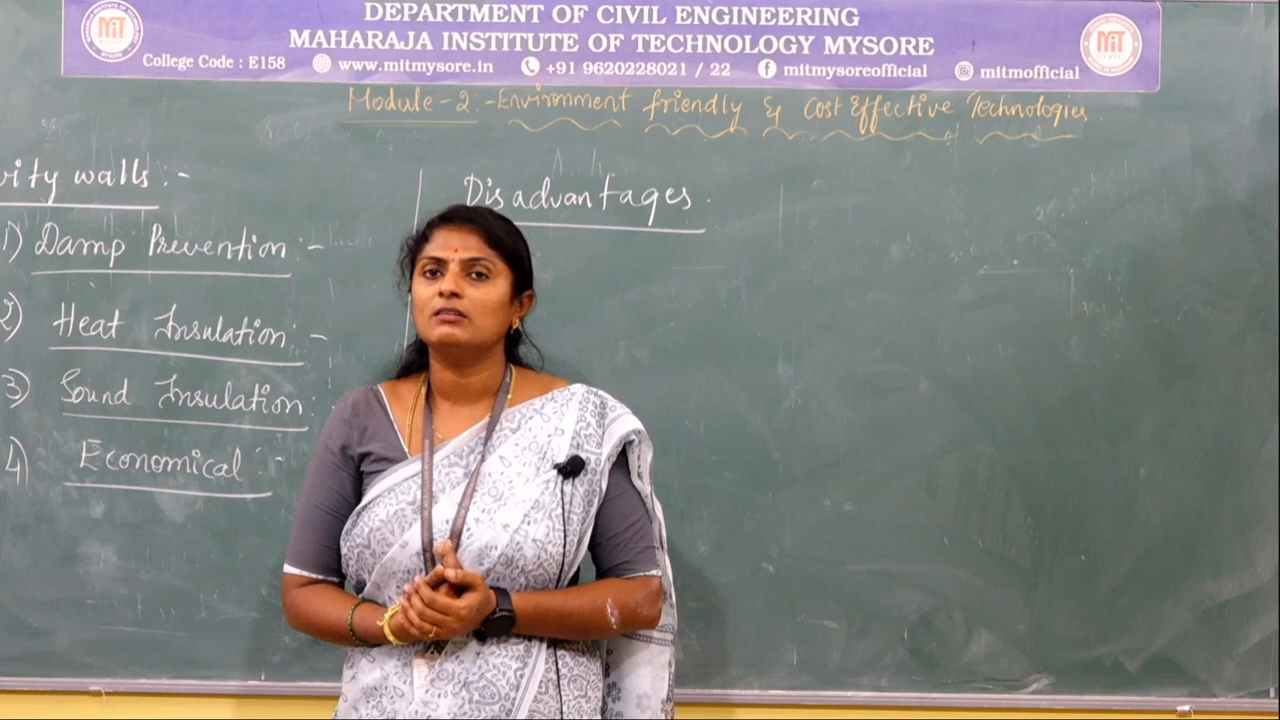 DEPARTMENT OF CIVIL ENGINEERING
MAHARAJA INSTITUTE OF TECHNOLOGY MYSORE
College Code : E158 www.mitmysore.in +91 9620228021 / 22 mitmysoreofficial mitmofficial
MIT
MIT
Module-2:-Environment friendly & cost Effective Technologies
vity walls:-
1) Damp Prevention:-
2) Heat Insulation:-
3) Sound Insulation:
4) Economical:-
Disadvantages.